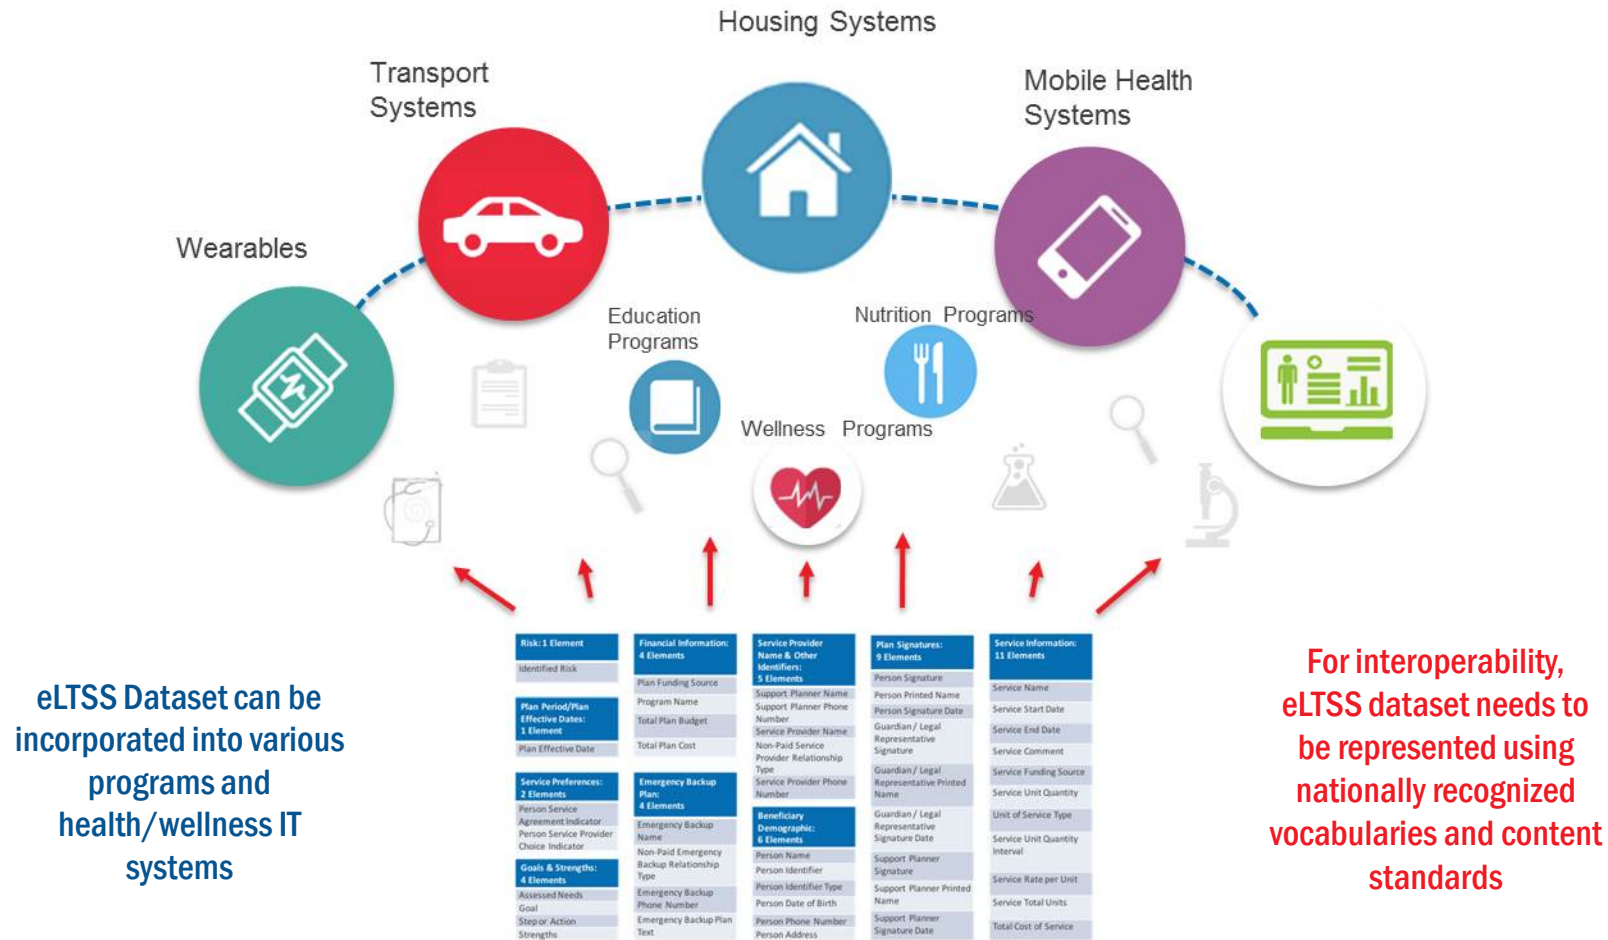 Housing Systems
Transport
Systems
Mobile Health
Systems
Wearables
Education
Programs
Nutrition Programs
Wellness Programs
eLTSS Dataset can be
incorporated into various
programs and
health/wellness IT
systems
Risk: 1 Element
Identified Risk
Plan Period/Plan
Effective Dates:
1 Element
Plan Effective Date
Service Preferences:
2 Elements
Person Service
Agreement Indicator
Person Service Provider
Choice Indicator
Goals & Strengths:
4 Elements
Assessed Needs
Goal
Step or Action
Strengths
Financial Information:
4 Elements
Plan Funding Source
Program Name
Total Plan Budget
Total Plan Cost
Emergency Backup
Plan:
4 Elements
Emergency Backup
Name
Non-Paid Emergency
Backup Relationship
Type
Emergency Backup
Phone Number
Emergency Backup Plan
Text
Service Provider
Name & Other
Identifiers:
5 Elements
Support Planner Name
Support Planner Phone
Number
Service Provider Name
Non-Paid Service
Provider Relationship
Type
Service Provider Phone
Number
Beneficiary
Demographic:
6 Elements
Person Name
Person Identifier
Person Identifier Type
Person Date of Birth
Person Phone Number
Person Address
Plan Signatures:
9 Elements
Person Signature
Person Printed Name
Person Signature Date
Guardian / Legal
Representative
Signature
Guardian / Legal
Representative Printed
Name
Guardian / Legal
Representative
Signature Date
Support Planner
Signature
Support Planner Printed
Name
Support Planner
Signature Date
Service Information:
11 Elements
Service Name
Service Start Date
Service End Date
Service Comment
Service Funding Source
Service Unit Quantity
Unit of Service Type
Service Unit Quantity
Interval
Service Rate per Unit
Service Total Units
Total Cost of Service
For interoperability,
eLTSS dataset needs to
be represented using
nationally recognized
vocabularies and content
standards